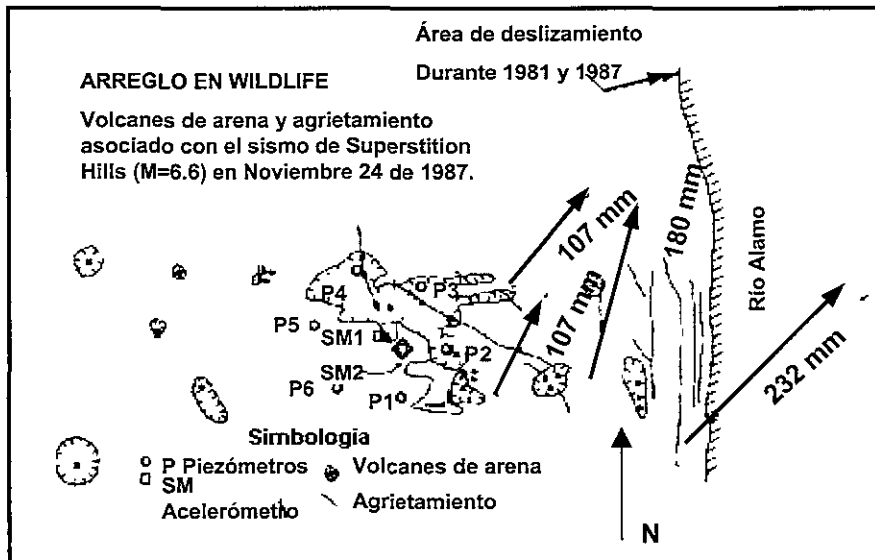 Área de deslizamiento
Durante 1981 y 1987
ARREGLO EN WILDLIFE
Volcanes de arena y agrietamiento
asociado con el sismo de Superstition
Hills (M=6.6) en Noviembre 24 de 1987.
107 mm
180 mm
Río Alamo
P4
P3
P5
SM1
P2
107 mm
SM2
P6
P1
232 mm
Simbología
P Piezómetros
Volcanes de arena
SM
Acelerómetro
Agrietamiento
N